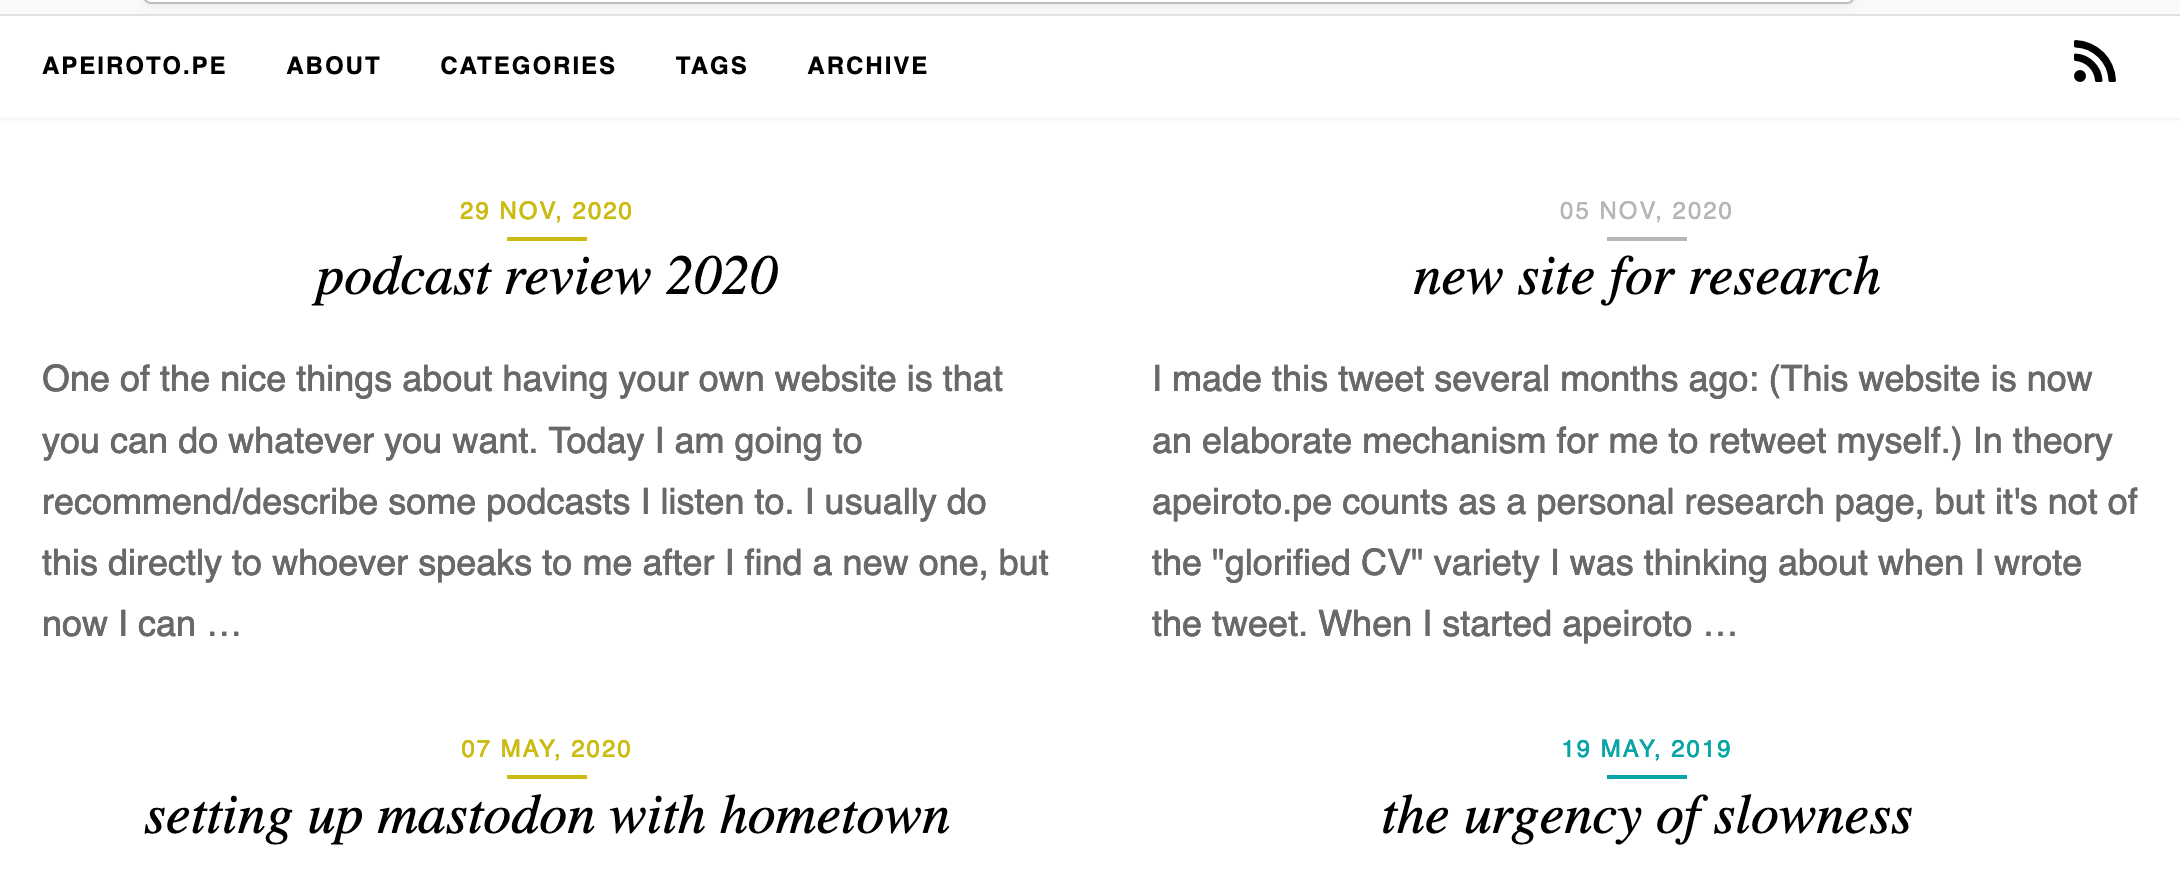 APEIROTO.PE ABOUT CATEGORIES TAGS ARCHIVE
29 NOV, 2020
podcast review 2020
One of the nice things about having your own website is that
you can do whatever you want. Today I am going to
recommend/describe some podcasts I listen to. I usually do
this directly to whoever speaks to me after I find a new one, but
now I can …
05 NOV, 2020
new site for research
I made this tweet several months ago: (This website is now
an elaborate mechanism for me to retweet myself.) In theory
apeiroto.pe counts as a personal research page, but it's not of
the "glorified CV" variety I was thinking about when I wrote
the tweet. When I started apeiroto …
07 MAY, 2020
setting up mastodon with hometown
19 MAY, 2019
the urgency of slowness